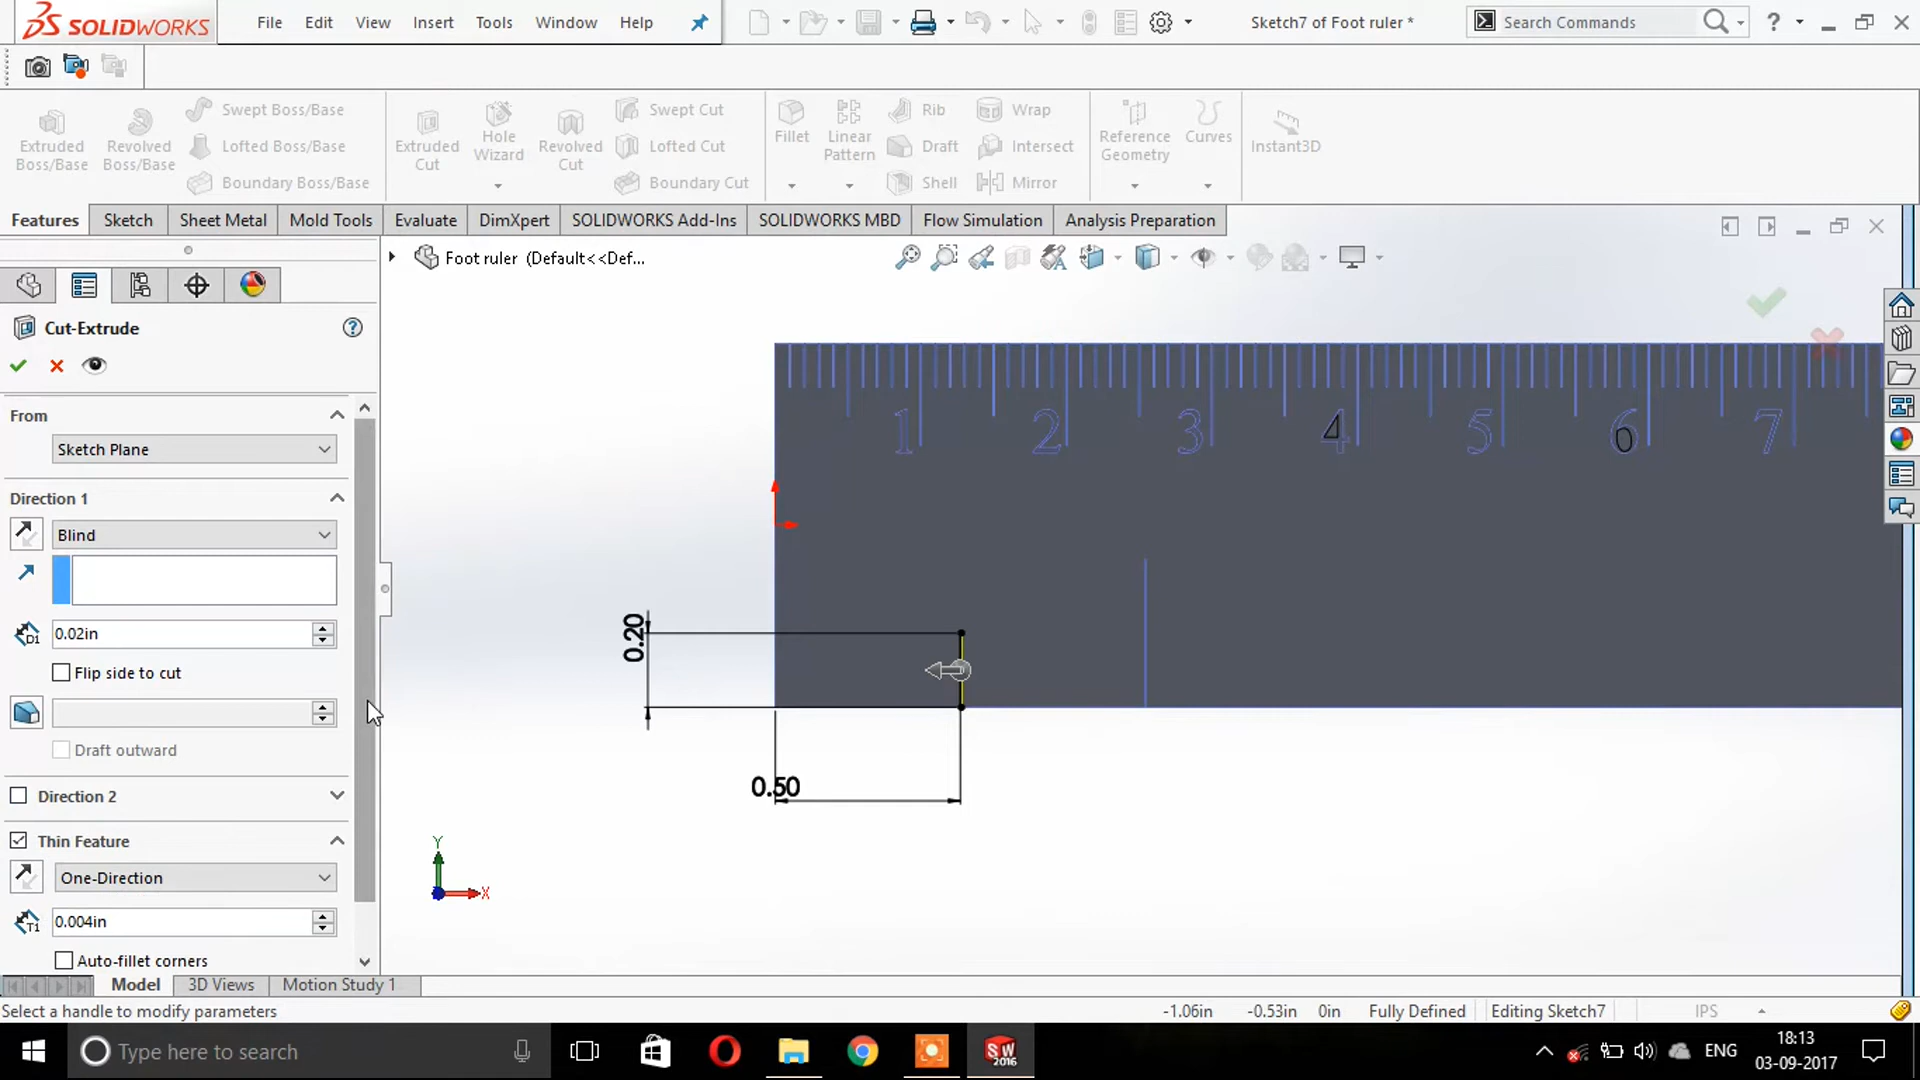 SOLIDWORKS
File Edit View Insert Tools Window Help
Sketch7 of Foot ruler *
Search Commands
?
Extruded Boss/Base
Revolved Boss/Base
Swept Boss/Base
Lofted Boss/Base
Boundary Boss/Base
Extruded Cut
Hole Wizard
Revolved Cut
Swept Cut
Lofted Cut
Boundary Cut
Fillet
Linear Pattern
Rib
Draft
Shell
Wrap
Intersect
Mirror
Reference Geometry
Curves
Instant3D
Features Sketch Sheet Metal Mold Tools Evaluate DimXpert SOLIDWORKS Add-Ins SOLIDWORKS MBD Flow Simulation Analysis Preparation
Foot ruler (Default<<Def...
Cut-Extrude
?
From
Sketch Plane
Direction 1
Blind
D1
0.02in
Flip side to cut
Draft outward
Direction 2
Thin Feature
One-Direction
T1
0.004in
Auto-fillet corners
1 2 3 4 5 6 7
0.20
0.50
Y
X
Model 3D Views Motion Study 1
Select a handle to modify parameters
-1.06in -0.53in 0in Fully Defined Editing Sketch7 IPS
Type here to search
SW
2016
ENG
18:13
03-09-2017